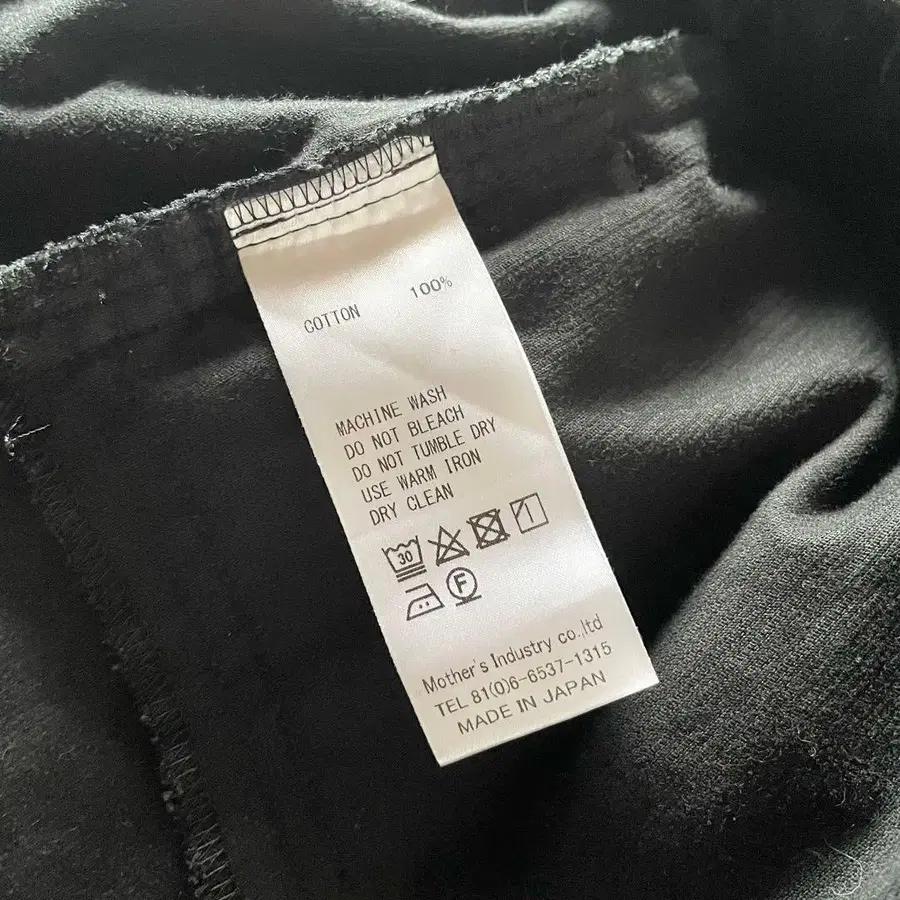 COTTON 100%
MACHINE WASH
DO NOT BLEACH
DO NOT TUMBLE DRY
USE WARM IRON
DRY CLEAN
30
F
Mother's Industry co.,ltd
TEL 81(0)6-6537-1315
MADE IN JAPAN